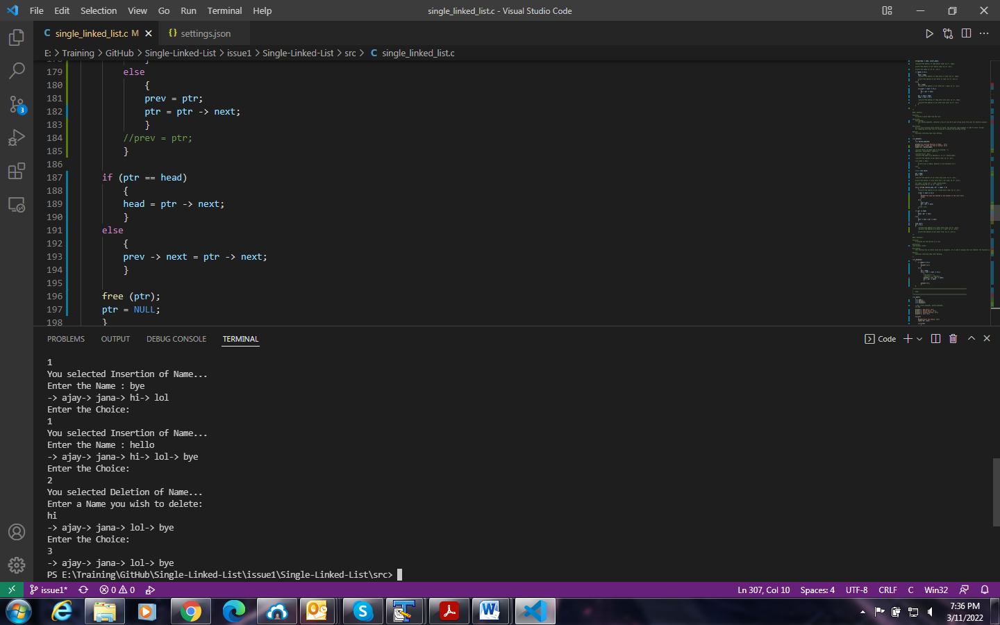 File Edit Selection View Go Run Terminal Help single_linked_list.c - Visual Studio Code
C single_linked_list.c M settings.json
E: > Training > GitHub > Single-Linked-List > issue1 > Single-Linked-List > src > C single_linked_list.c
178 }
179 else
180 {
181 prev = ptr;
182 ptr = ptr -> next;
183 }
184 //prev = ptr;
185 }
186
187 if (ptr == head)
188 {
189 head = ptr -> next;
190 }
191 else
192 {
193 prev -> next = ptr -> next;
194 }
195
196 free (ptr);
197 ptr = NULL;
198 }
3
PROBLEMS OUTPUT DEBUG CONSOLE TERMINAL Code
1
You selected Insertion of Name...
Enter the Name : bye
-> ajay-> jana-> hi-> lol
Enter the Choice:
1
You selected Insertion of Name...
Enter the Name : hello
-> ajay-> jana-> hi-> lol-> bye
Enter the Choice:
2
You selected Deletion of Name...
Enter a Name you wish to delete:
hi
-> ajay-> jana-> lol-> bye
Enter the Choice:
3
-> ajay-> jana-> lol-> bye
PS E:\Training\GitHub\Single-Linked-List\issue1\Single-Linked-List\src>
issue1* 0 0 Ln 307, Col 10 Spaces: 4 UTF-8 CRLF C Win32
7:36 PM
3/11/2022